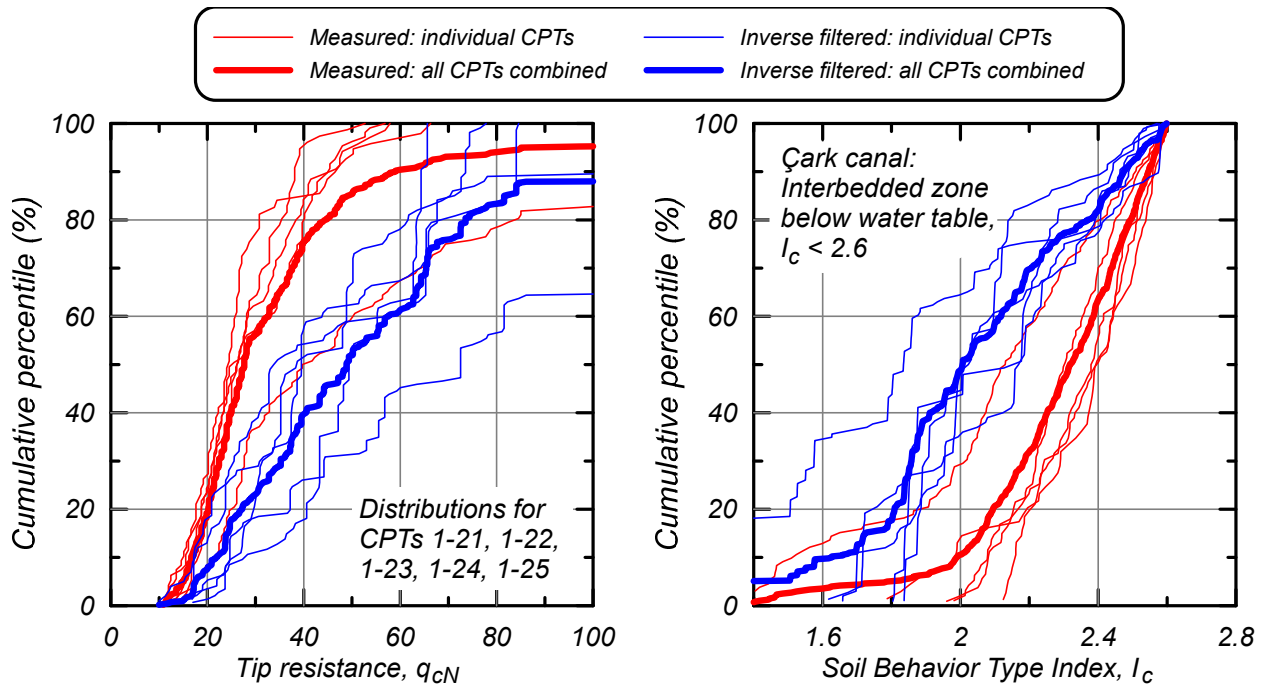 Measured: individual CPTs
Inverse filtered: individual CPTs
Measured: all CPTs combined
Inverse filtered: all CPTs combined
Cumulative percentile (%)
100
80
60
40
20
0
Distributions for
CPTs 1-21, 1-22,
1-23, 1-24, 1-25
0 20 40 60 80 100
Tip resistance, q_cN
Cumulative percentile (%)
100
80
60
40
20
0
Çark canal:
Interbedded zone
below water table,
I_c < 2.6
1.6 2 2.4 2.8
Soil Behavior Type Index, I_c